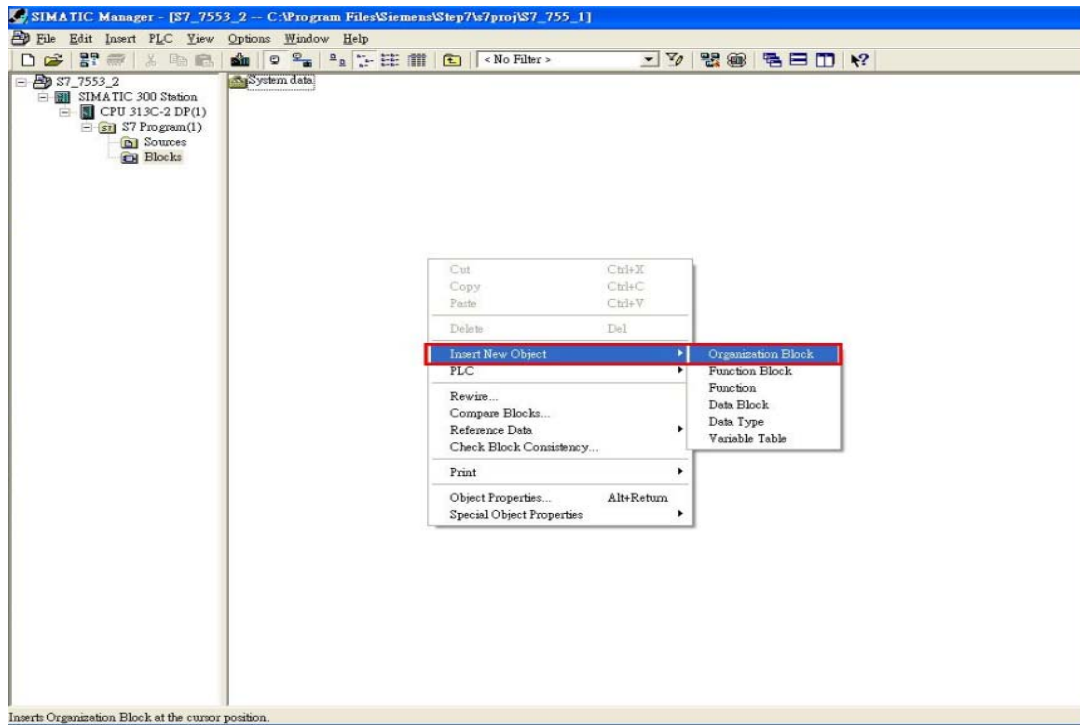 SIMATIC Manager - [S7_7553_2 -- C:\Program Files\Siemens\Step7\s7proj\S7_755_1]
File Edit Insert PLC View Options Window Help
< No Filter >
S7_7553_2
SIMATIC 300 Station
CPU 313C-2 DP(1)
S7 Program(1)
Sources
Blocks
System data
Cut Ctrl+X
Copy Ctrl+C
Paste Ctrl+V
Delete Del
Insert New Object
PLC
Rewire...
Compare Blocks...
Reference Data
Check Block Consistency...
Print
Object Properties... Alt+Return
Special Object Properties
Organization Block
Function Block
Function
Data Block
Data Type
Variable Table
Inserts Organization Block at the cursor position.